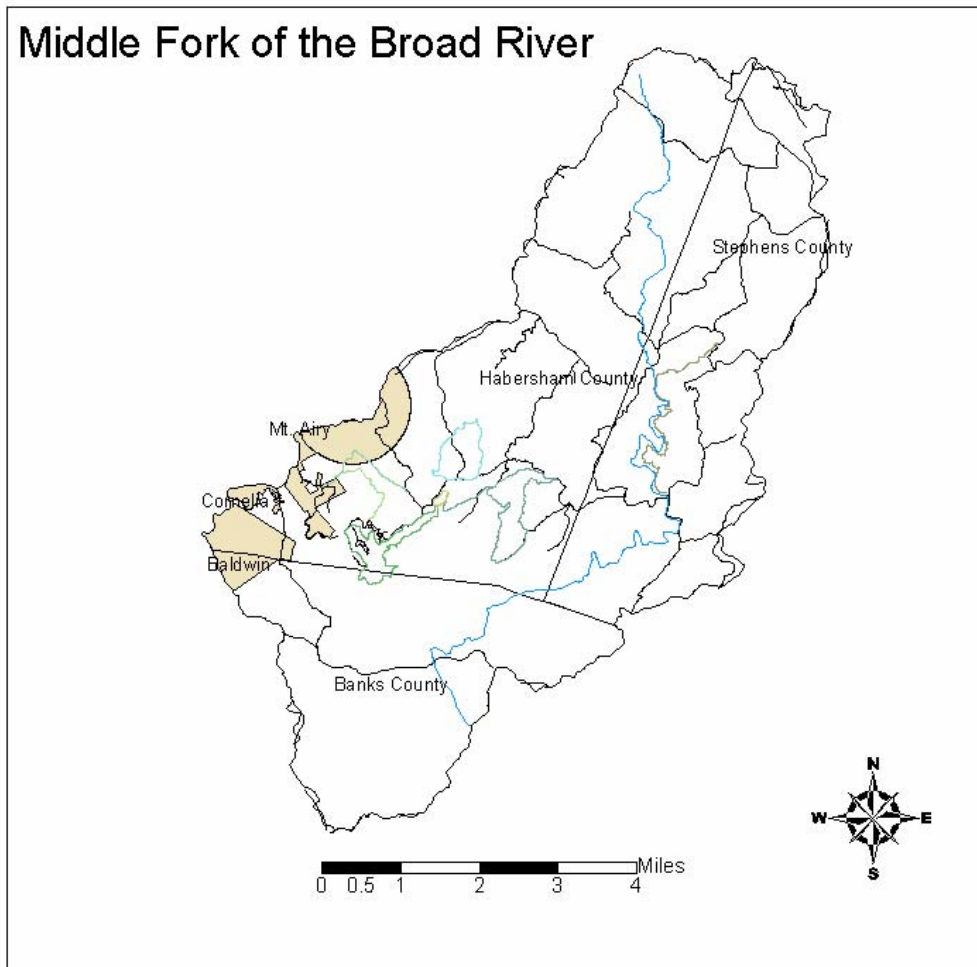 Middle Fork of the Broad River
Stephens County
Habersham County
Mt. Airy
Cornelia
Baldwin
Banks County
N
W E
S
Miles
0 0.5 1 2 3 4